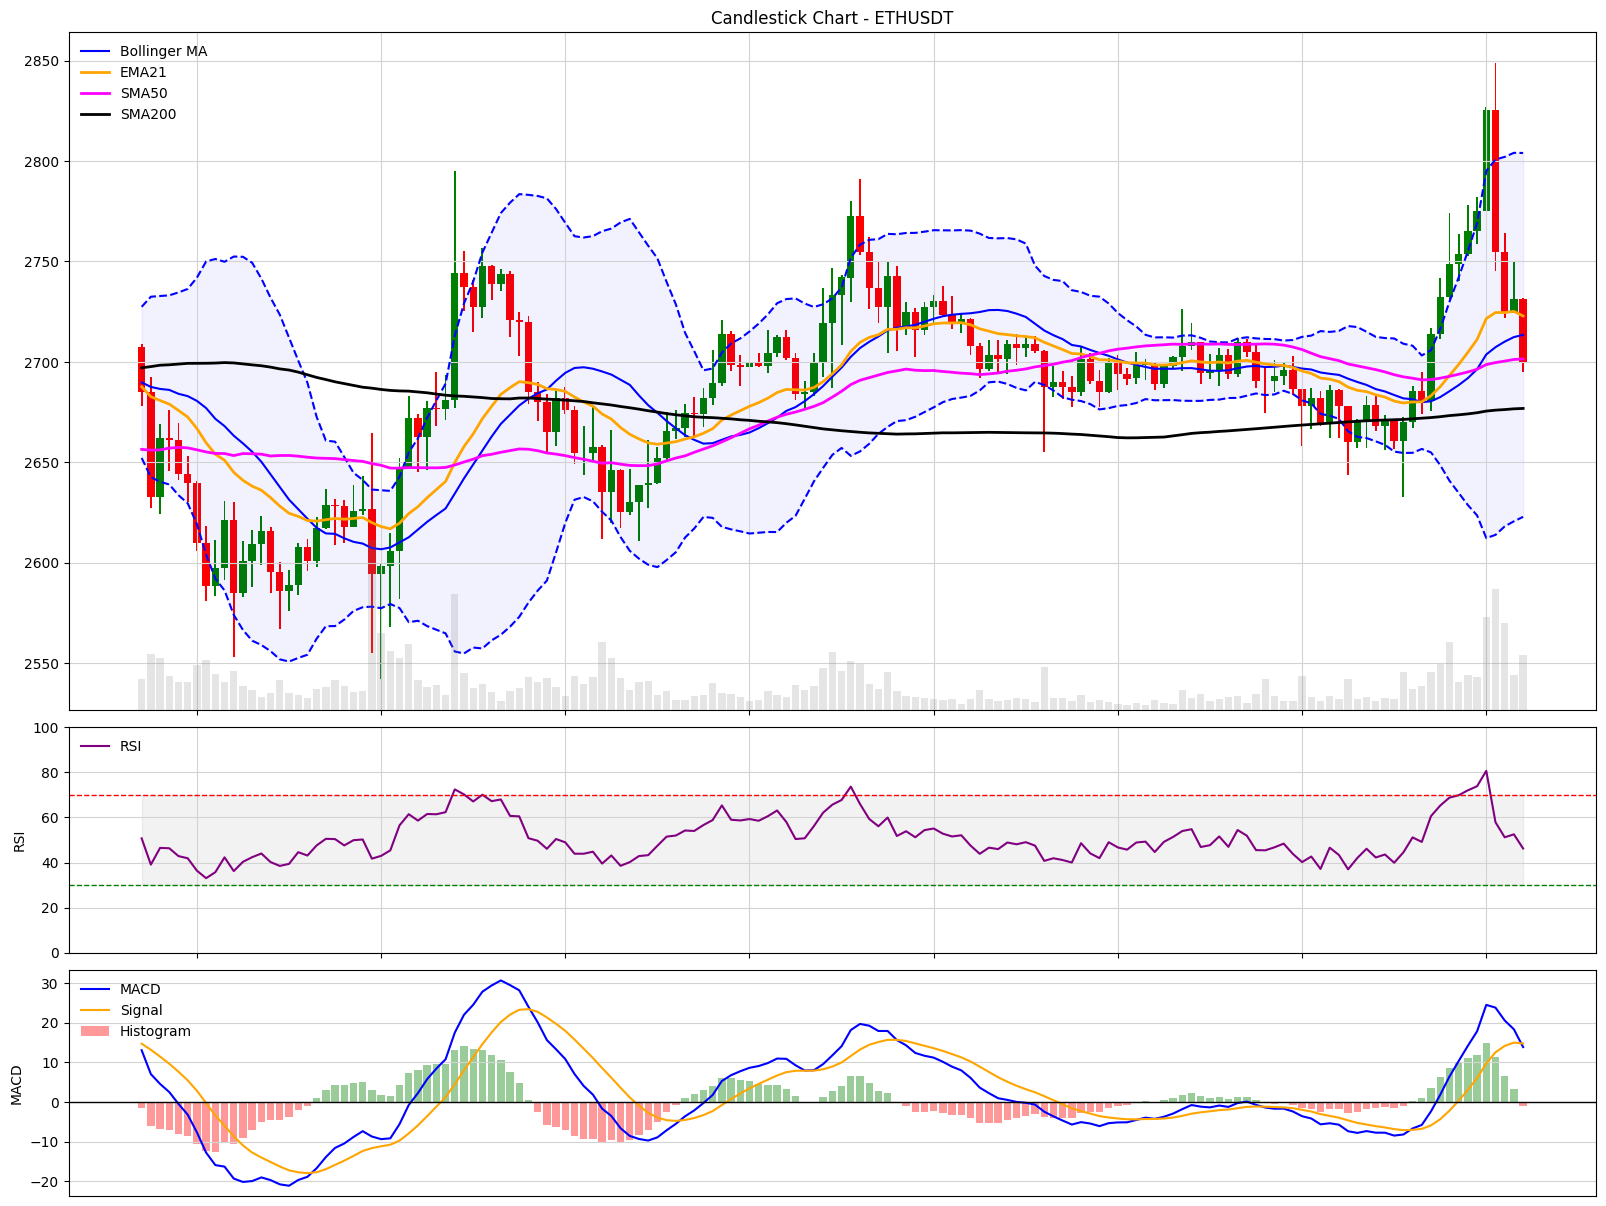 Candlestick Chart - ETHUSDT
Bollinger MA
EMA21
SMA50
SMA200
2850
2800
2750
2700
2650
2600
2550
RSI
RSI
100
80
60
40
20
0
MACD
Signal
Histogram
MACD
30
20
10
0
−10
−20